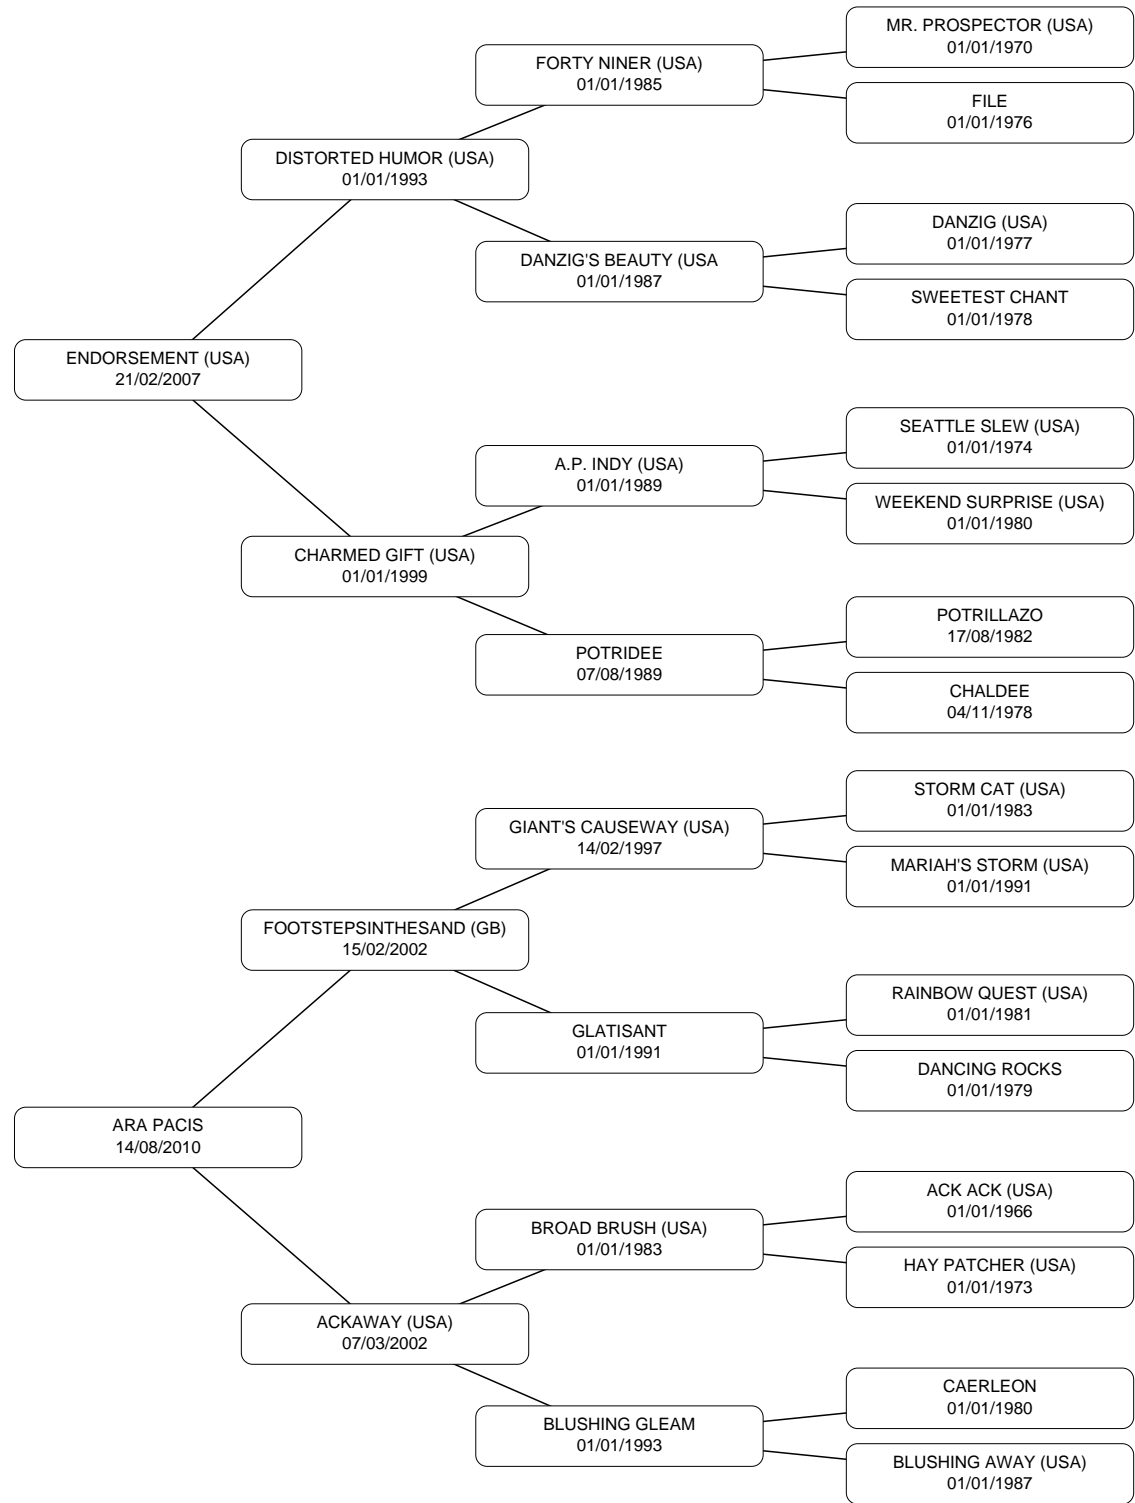 MR. PROSPECTOR (USA)
01/01/1970
FORTY NINER (USA)
01/01/1985
FILE
01/01/1976
DISTORTED HUMOR (USA)
01/01/1993
DANZIG (USA)
01/01/1977
DANZIG'S BEAUTY (USA
01/01/1987
SWEETEST CHANT
01/01/1978
ENDORSEMENT (USA)
21/02/2007
SEATTLE SLEW (USA)
01/01/1974
A.P. INDY (USA)
01/01/1989
WEEKEND SURPRISE (USA)
01/01/1980
CHARMED GIFT (USA)
01/01/1999
POTRILLAZO
17/08/1982
POTRIDEE
07/08/1989
CHALDEE
04/11/1978
STORM CAT (USA)
01/01/1983
GIANT'S CAUSEWAY (USA)
14/02/1997
MARIAH'S STORM (USA)
01/01/1991
FOOTSTEPSINTHESAND (GB)
15/02/2002
RAINBOW QUEST (USA)
01/01/1981
GLATISANT
01/01/1991
DANCING ROCKS
01/01/1979
ARA PACIS
14/08/2010
ACK ACK (USA)
01/01/1966
BROAD BRUSH (USA)
01/01/1983
HAY PATCHER (USA)
01/01/1973
ACKAWAY (USA)
07/03/2002
CAERLEON
01/01/1980
BLUSHING GLEAM
01/01/1993
BLUSHING AWAY (USA)
01/01/1987